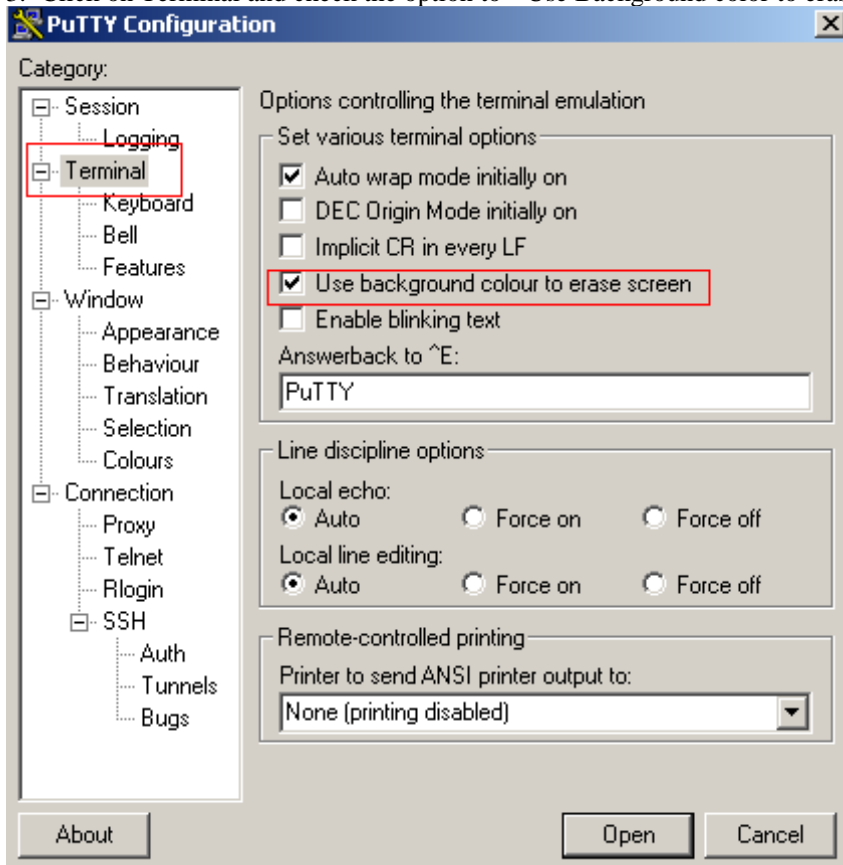 PuTTY Configuration
Category:
Session
Logging
Terminal
Keyboard
Bell
Features
Window
Appearance
Behaviour
Translation
Selection
Colours
Connection
Proxy
Telnet
Rlogin
SSH
Auth
Tunnels
Bugs
Options controlling the terminal emulation
Set various terminal options
Auto wrap mode initially on
DEC Origin Mode initially on
Implicit CR in every LF
Use background colour to erase screen
Enable blinking text
Answerback to ^E:
PuTTY
Line discipline options
Local echo:
Auto Force on Force off
Local line editing:
Auto Force on Force off
Remote-controlled printing
Printer to send ANSI printer output to:
None (printing disabled)
About Open Cancel